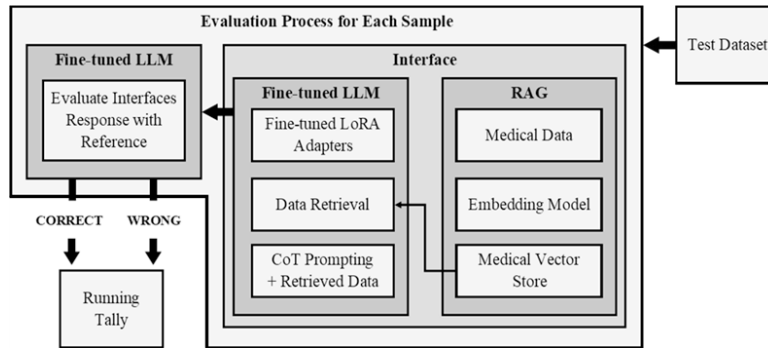 Evaluation Process for Each Sample
Test Dataset
Fine-tuned LLM
Evaluate Interfaces
Response with
Reference
Interface
Fine-tuned LLM
Fine-tuned LoRA
Adapters
Data Retrieval
CoT Prompting
+ Retrieved Data
RAG
Medical Data
Embedding Model
Medical Vector
Store
CORRECT
WRONG
Running
Tally